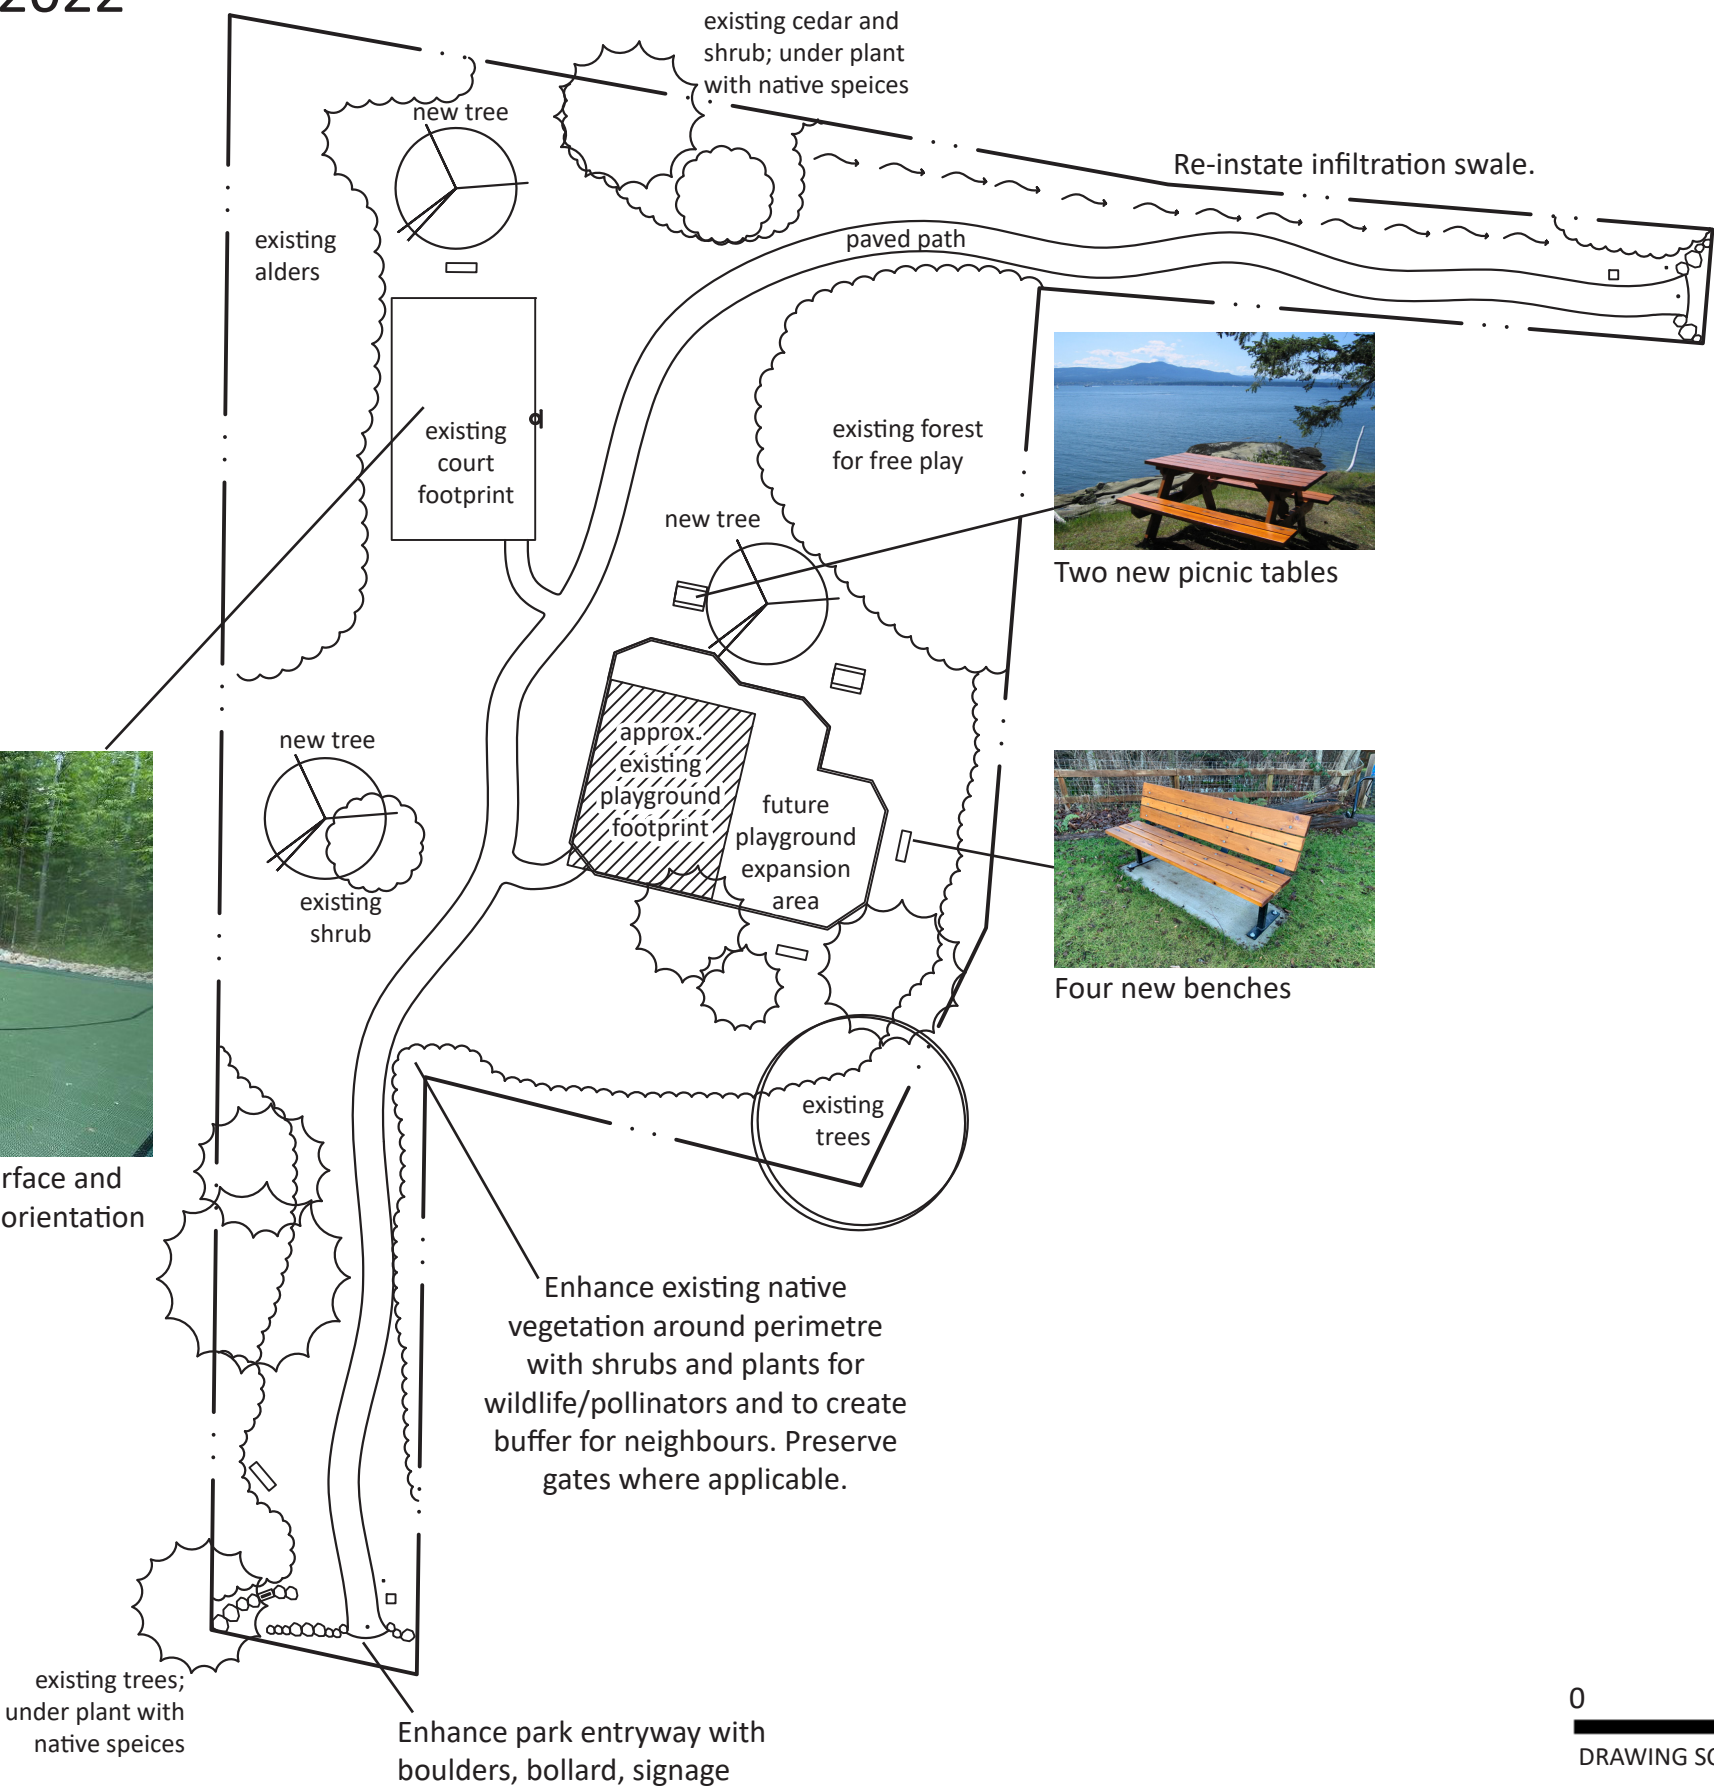 2022
existing cedar and
shrub; under plant
with native speices
new tree
Re-instate infiltration swale.
existing
alders
paved path
existing
court
footprint
existing forest
for free play
new tree
Two new picnic tables
new tree
approx.
existing
playground
footprint
future
playground
expansion
area
existing
shrub
Four new benches
existing
trees
rface and
orientation
Enhance existing native
vegetation around perimetre
with shrubs and plants for
wildlife/pollinators and to create
buffer for neighbours. Preserve
gates where applicable.
existing trees;
under plant with
native speices
Enhance park entryway with
boulders, bollard, signage
0
DRAWING SC